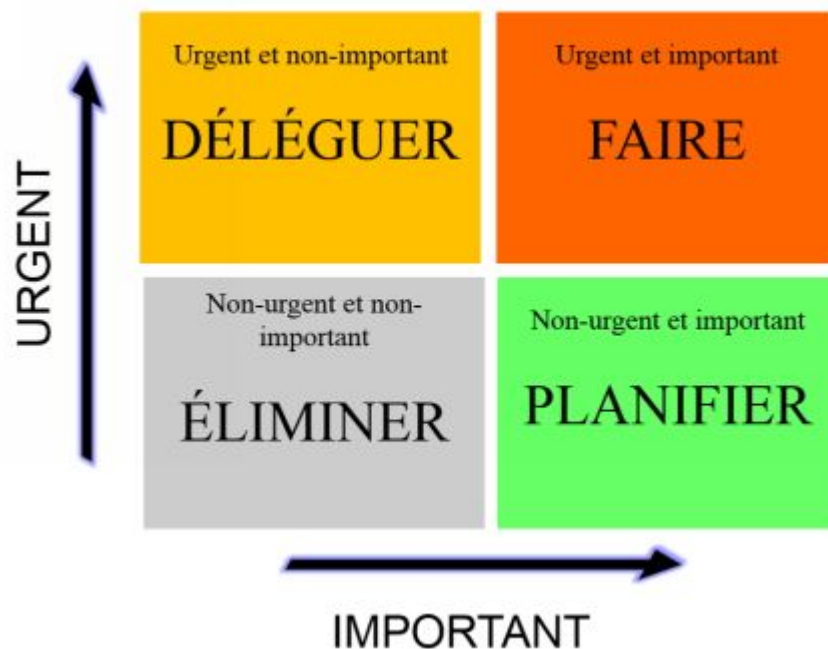 Urgent et non-important
DÉLÉGUER
Urgent et important
FAIRE
URGENT
Non-urgent et non-
important
ÉLIMINER
Non-urgent et important
PLANIFIER
IMPORTANT